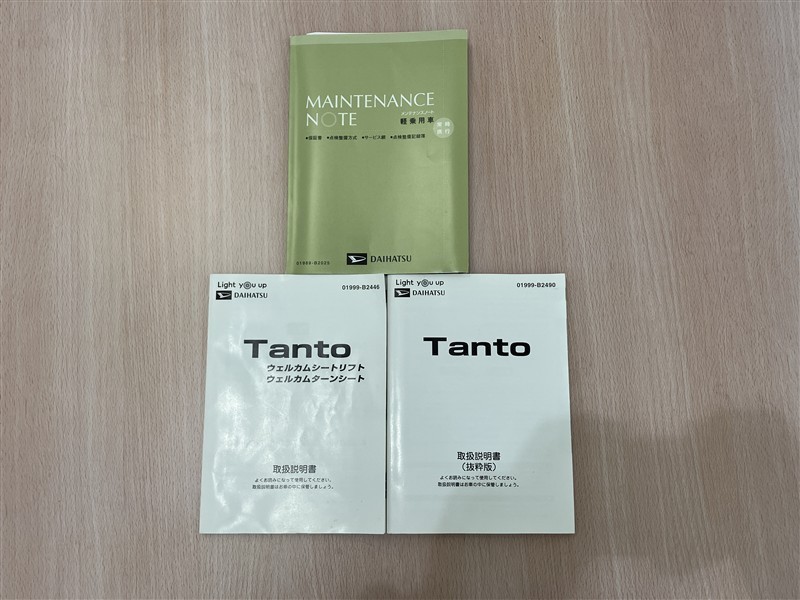 MAINTENANCE
NOTE
メンテナンスノート
軽乗用車
●保証書 ●点検整備方式 ●サービス網 ●点検整備記録簿
DAIHATSU
Light you up
DAIHATSU
01999-B2446
Tanto
ウェルカムシートリフト
ウェルカムターンシート
取扱説明書
よくお読みになって使用してください。
取扱説明書はお車の中に保管しましょう。
Light you up
DAIHATSU
01999-B2490
Tanto
取扱説明書
(抜粋版)
よくお読みになって使用してください。
取扱説明書はお車の中に保管しましょう。